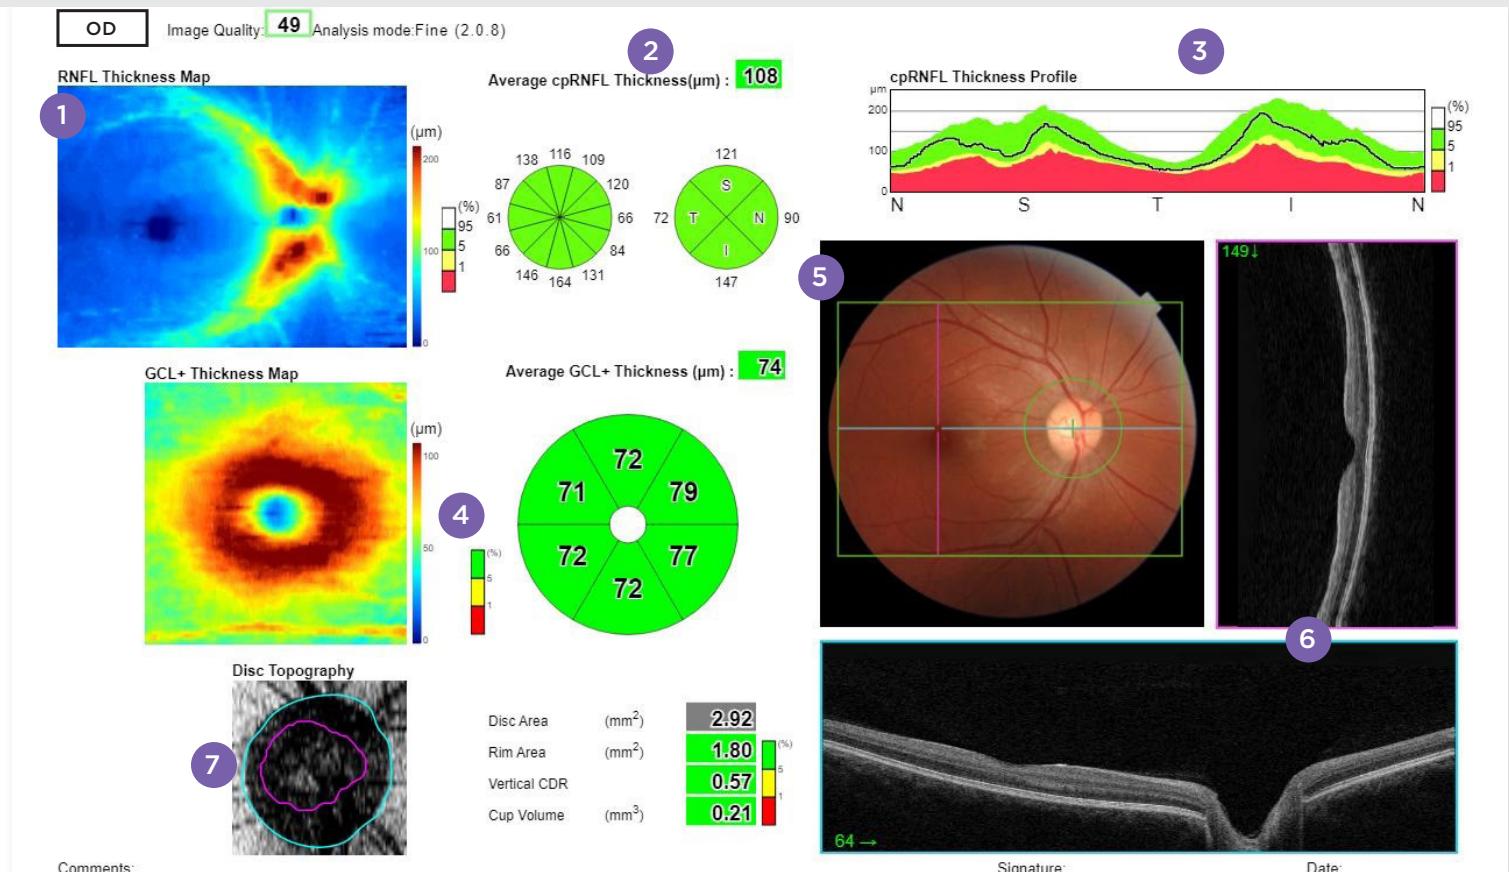 OD
Image Quality: 49 Analysis mode:Fine (2.0.8)
1
RNFL Thickness Map
(μm)
200
100
0
(%)
95
5
1
2
Average cpRNFL Thickness(μm) : 108
116
138
109
87
120
61
66
66
84
146
131
164
121
S
72 T N 90
I
147
3
cpRNFL Thickness Profile
μm
200
100
0
N S T I N
(%)
95
5
1
GCL+ Thickness Map
(μm)
100
50
0
4
(%)
5
1
Average GCL+ Thickness (μm) : 74
72
71 79
72 77
72
5
149↓
6
64 →
Disc Topography
7
Disc Area (mm²) 2.92
Rim Area (mm²) 1.80
Vertical CDR 0.57
Cup Volume (mm³) 0.21
(%)
5
1
Comments:
Signature:
Date: